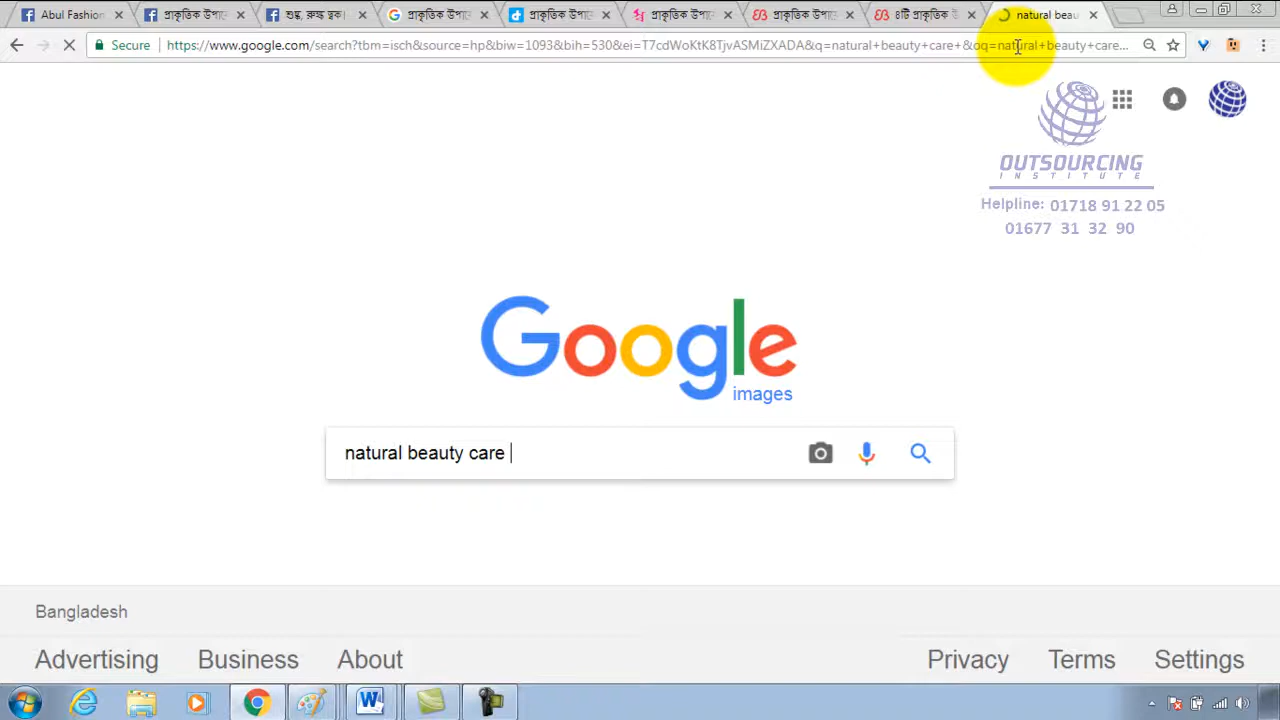 Abul Fashion
প্রাকৃতিক উপা
প্রাকৃতিক উপা
প্রাকৃতিক উপা
প্রাকৃতিক উপা
প্রাকৃতিক উপা
৪টি প্রাকৃতিক উ
natural beau
Secure
https://www.google.com/search?tbm=isch&source=hp&biw=1093&bih=530&ei=T7cdWoKtK8TjvASMiZXADA&q=natural+beauty+care+&oq=natural+beauty+care...
OUTSOURCING
INSTITUTE
Helpline: 01718 91 22 05
01677 31 32 90
Google
images
natural beauty care
Bangladesh
Advertising Business About Privacy Terms Settings